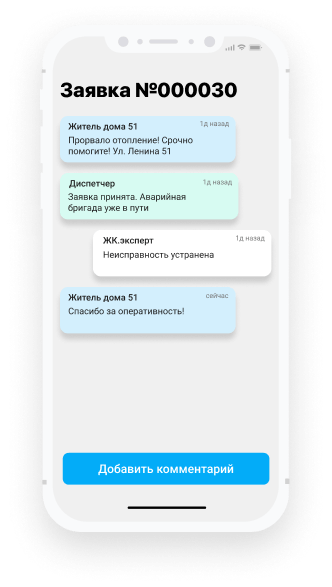 Заявка №000030
Житель дома 51 1д назад
Прорвало отопление! Срочно
помогите! Ул. Ленина 51
Диспетчер 1д назад
Заявка принята. Аварийная
бригада уже в пути
ЖК.эксперт 1д назад
Неисправность устранена
Житель дома 51 сейчас
Спасибо за оперативность!
Добавить комментарий